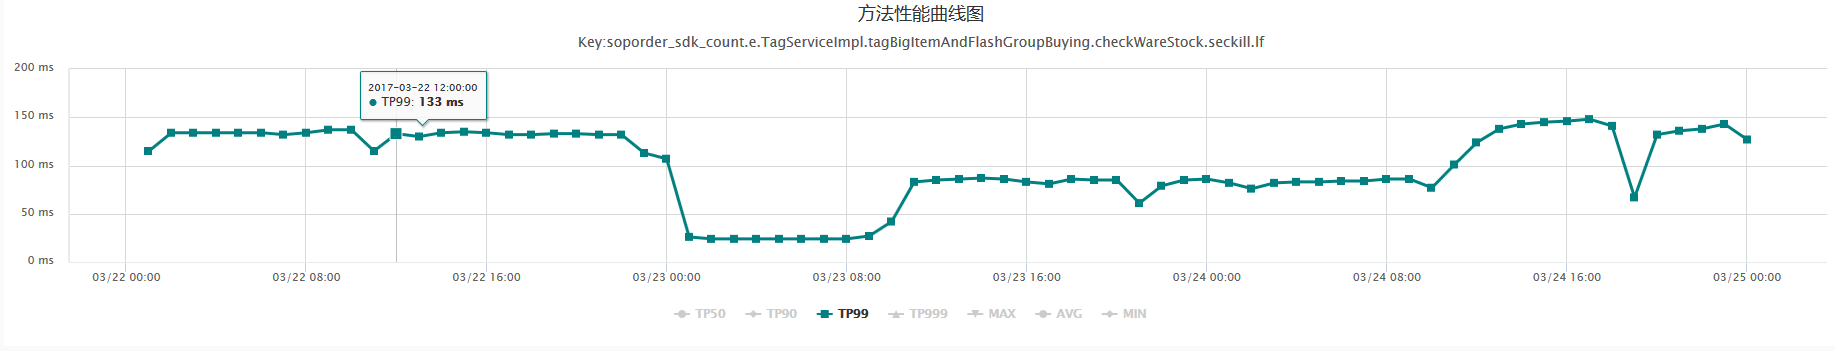 方法性能曲线图
Key:soporder_sdk_count.e.TagServiceImpl.tagBigItemAndFlashGroupBuying.checkWareStock.seckill.lf
200 ms
150 ms
100 ms
50 ms
0 ms
2017-03-22 12:00:00
TP99: 133 ms
03/22 00:00 03/22 08:00 03/22 16:00 03/23 00:00 03/23 08:00 03/23 16:00 03/24 00:00 03/24 08:00 03/24 16:00 03/25 00:00
TP50 TP90 TP99 TP999 MAX AVG MIN